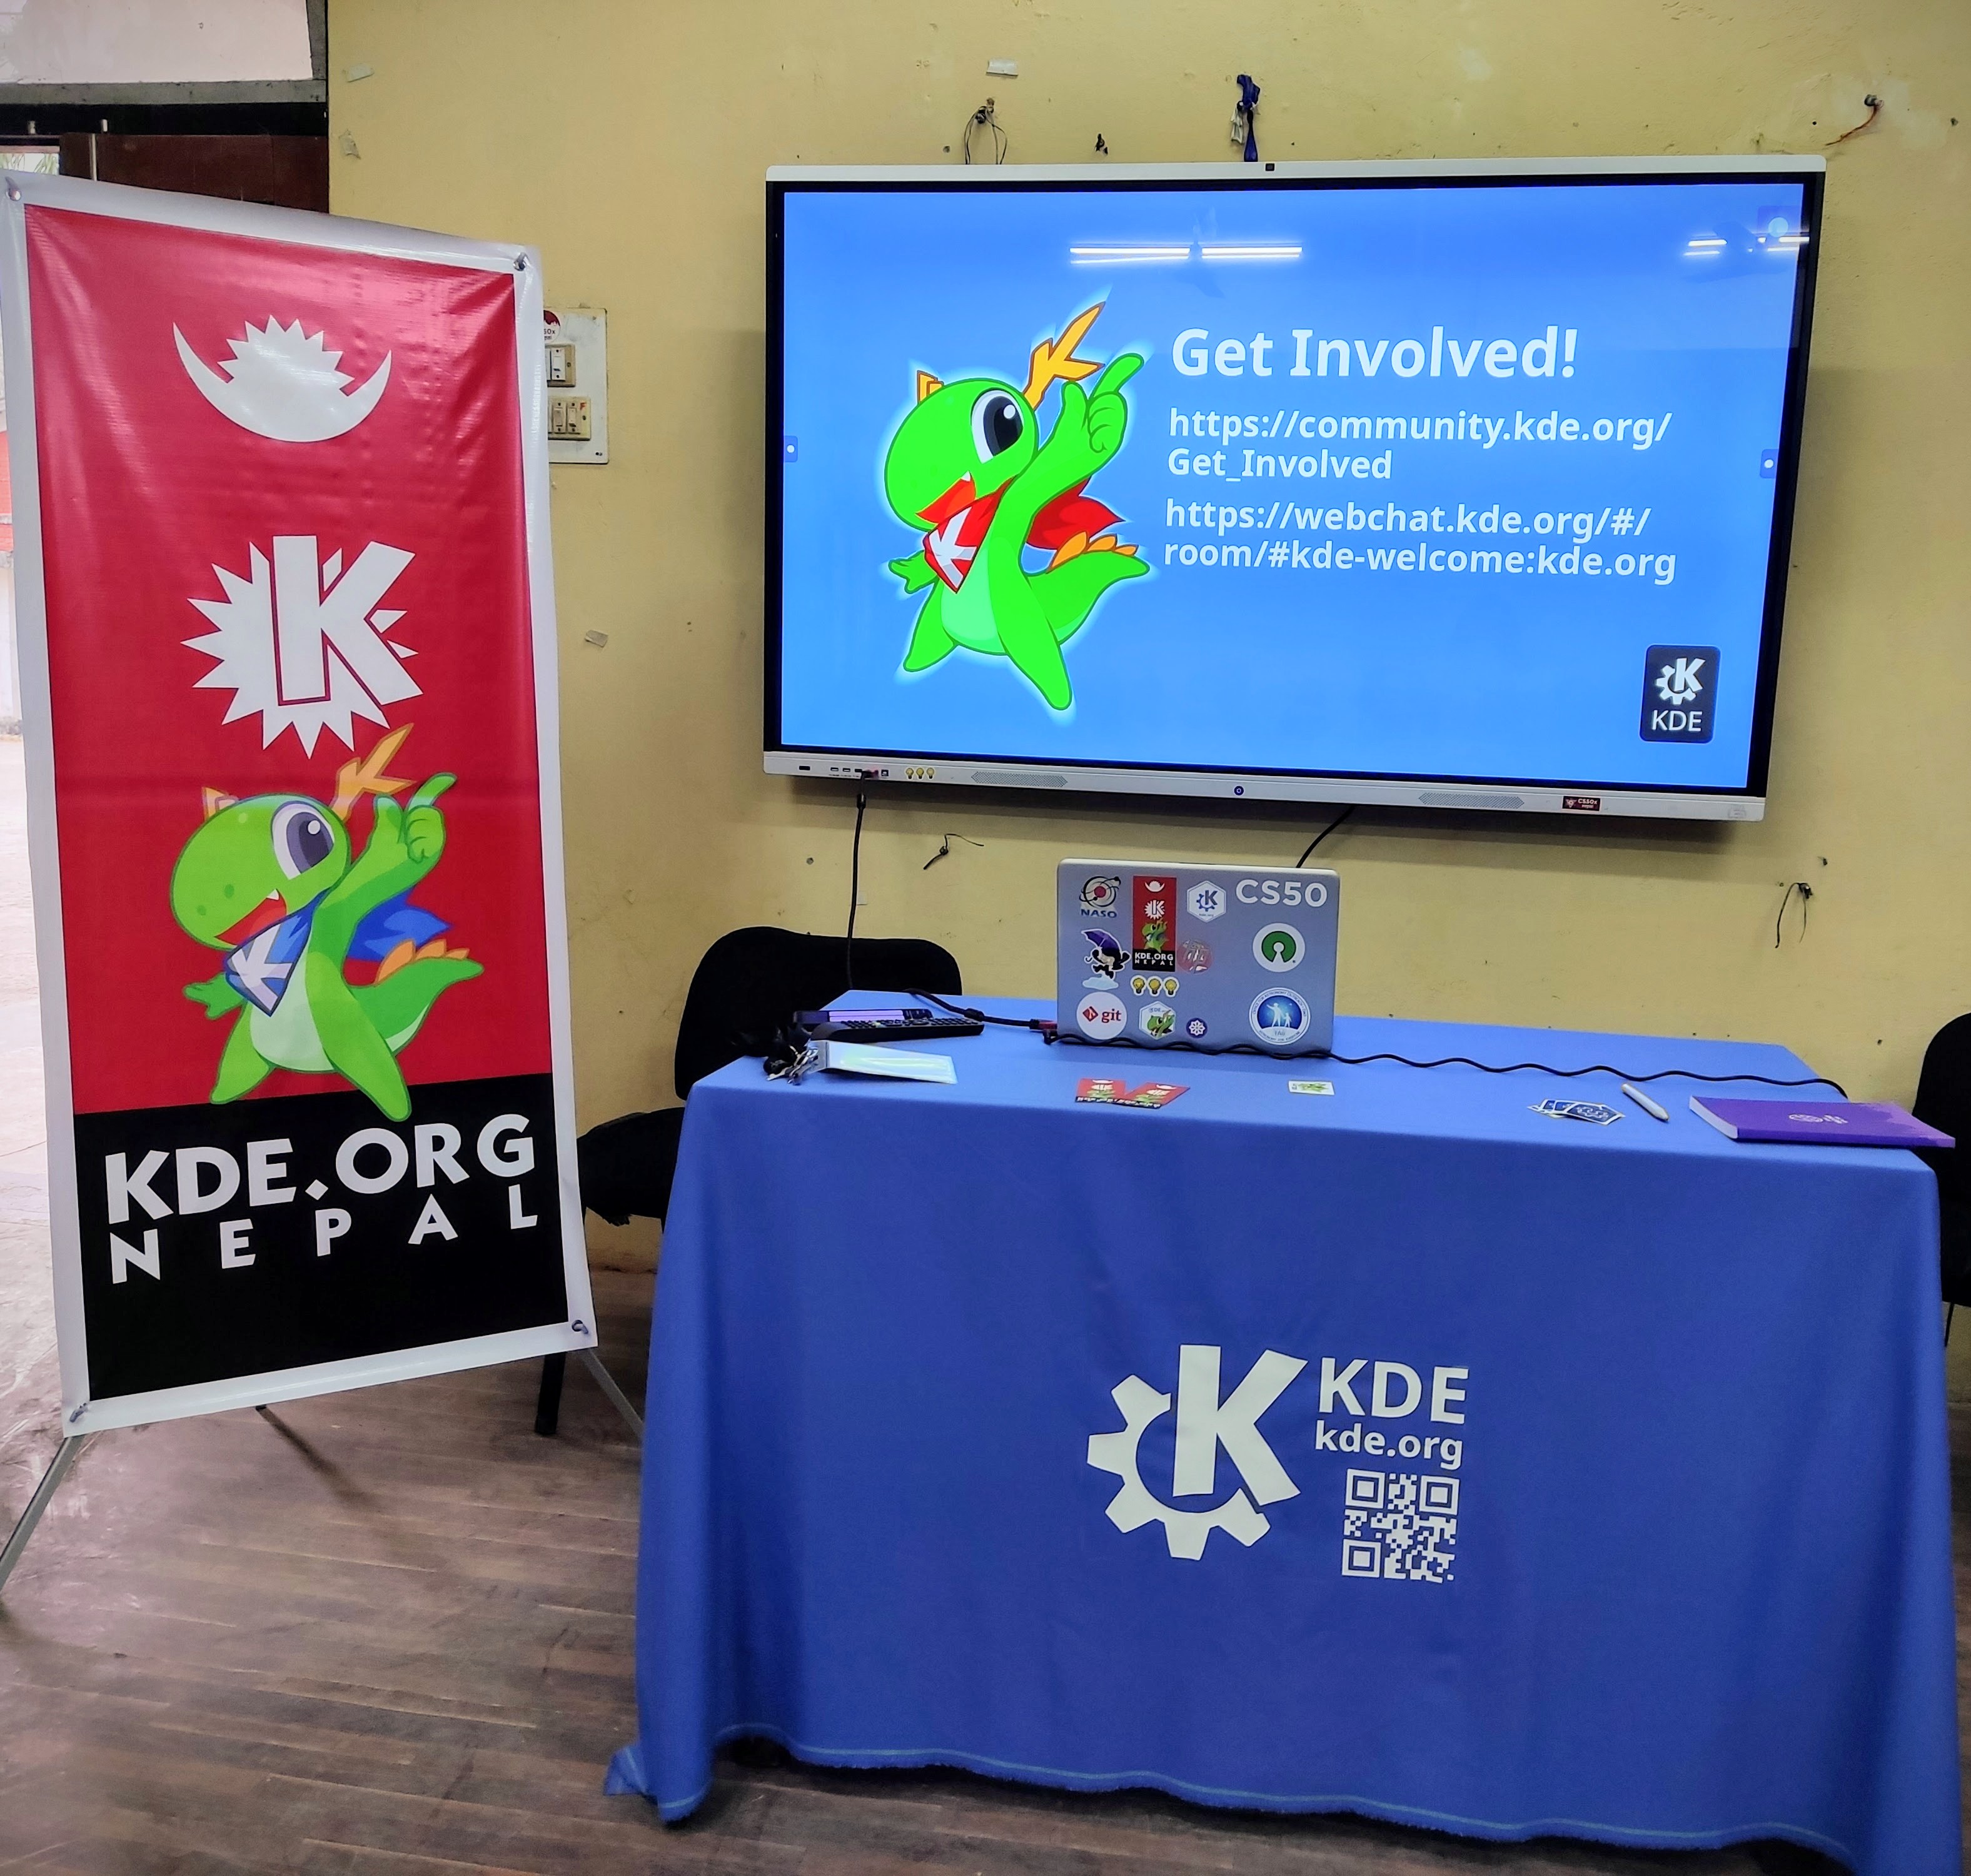 K
K
KDE.ORG
NEPAL
Get Involved!
https://community.kde.org/
Get_Involved
https://webchat.kde.org/#/
room/#kde-welcome:kde.org
K
K
KDE
CS50x
NASO
K
K
CS50
KDE.ORG
NEPAL
git
K
KDE
kde.org